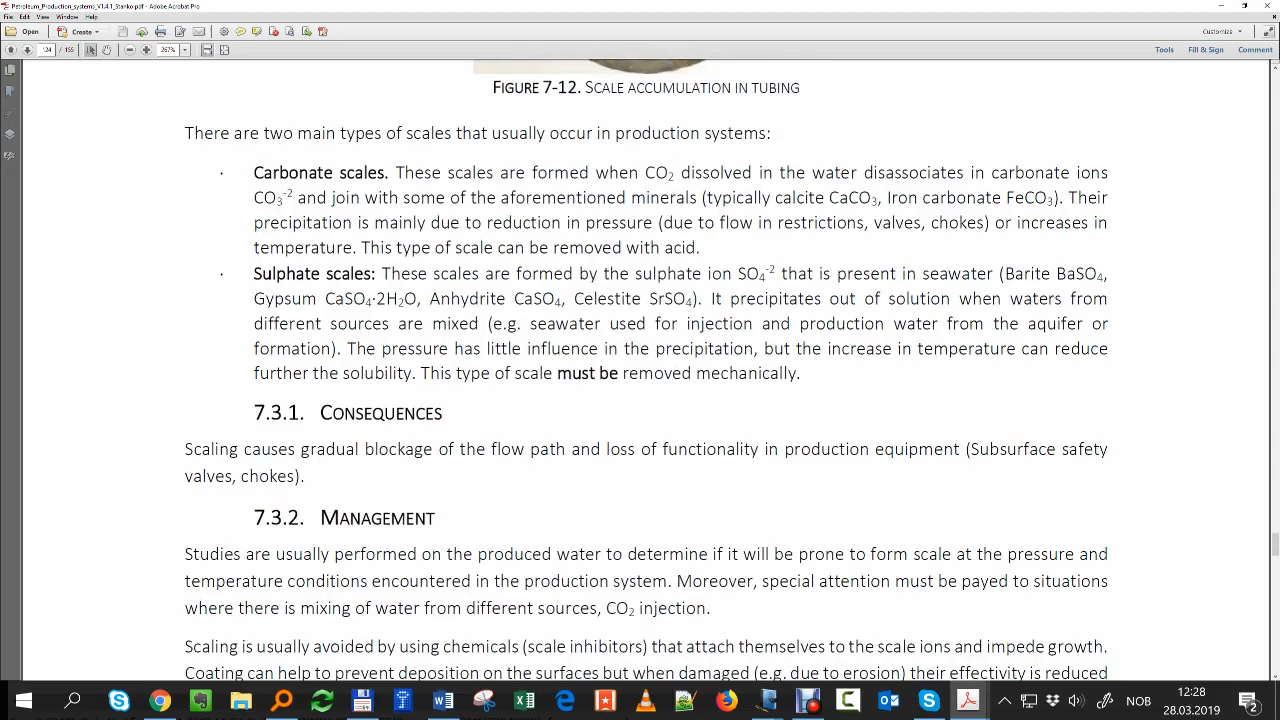 Petroleum_Production_systems_V1.4.1_Stanko.pdf - Adobe Acrobat Pro
File Edit View Window Help
Open Create Customize
124 / 155 267% Tools Fill & Sign Comment
FIGURE 7-12. SCALE ACCUMULATION IN TUBING
There are two main types of scales that usually occur in production systems:
· Carbonate scales. These scales are formed when CO2 dissolved in the water disassociates in carbonate ions
CO3-2 and join with some of the aforementioned minerals (typically calcite CaCO3, Iron carbonate FeCO3). Their
precipitation is mainly due to reduction in pressure (due to flow in restrictions, valves, chokes) or increases in
temperature. This type of scale can be removed with acid.
· Sulphate scales: These scales are formed by the sulphate ion SO4-2 that is present in seawater (Barite BaSO4,
Gypsum CaSO4·2H2O, Anhydrite CaSO4, Celestite SrSO4). It precipitates out of solution when waters from
different sources are mixed (e.g. seawater used for injection and production water from the aquifer or
formation). The pressure has little influence in the precipitation, but the increase in temperature can reduce
further the solubility. This type of scale must be removed mechanically.
7.3.1. CONSEQUENCES
Scaling causes gradual blockage of the flow path and loss of functionality in production equipment (Subsurface safety
valves, chokes).
7.3.2. MANAGEMENT
Studies are usually performed on the produced water to determine if it will be prone to form scale at the pressure and
temperature conditions encountered in the production system. Moreover, special attention must be payed to situations
where there is mixing of water from different sources, CO2 injection.
Scaling is usually avoided by using chemicals (scale inhibitors) that attach themselves to the scale ions and impede growth.
Coating can help to prevent deposition on the surfaces but when damaged (e.g. due to erosion) their effectivity is reduced
NOB 12:28
28.03.2019 2